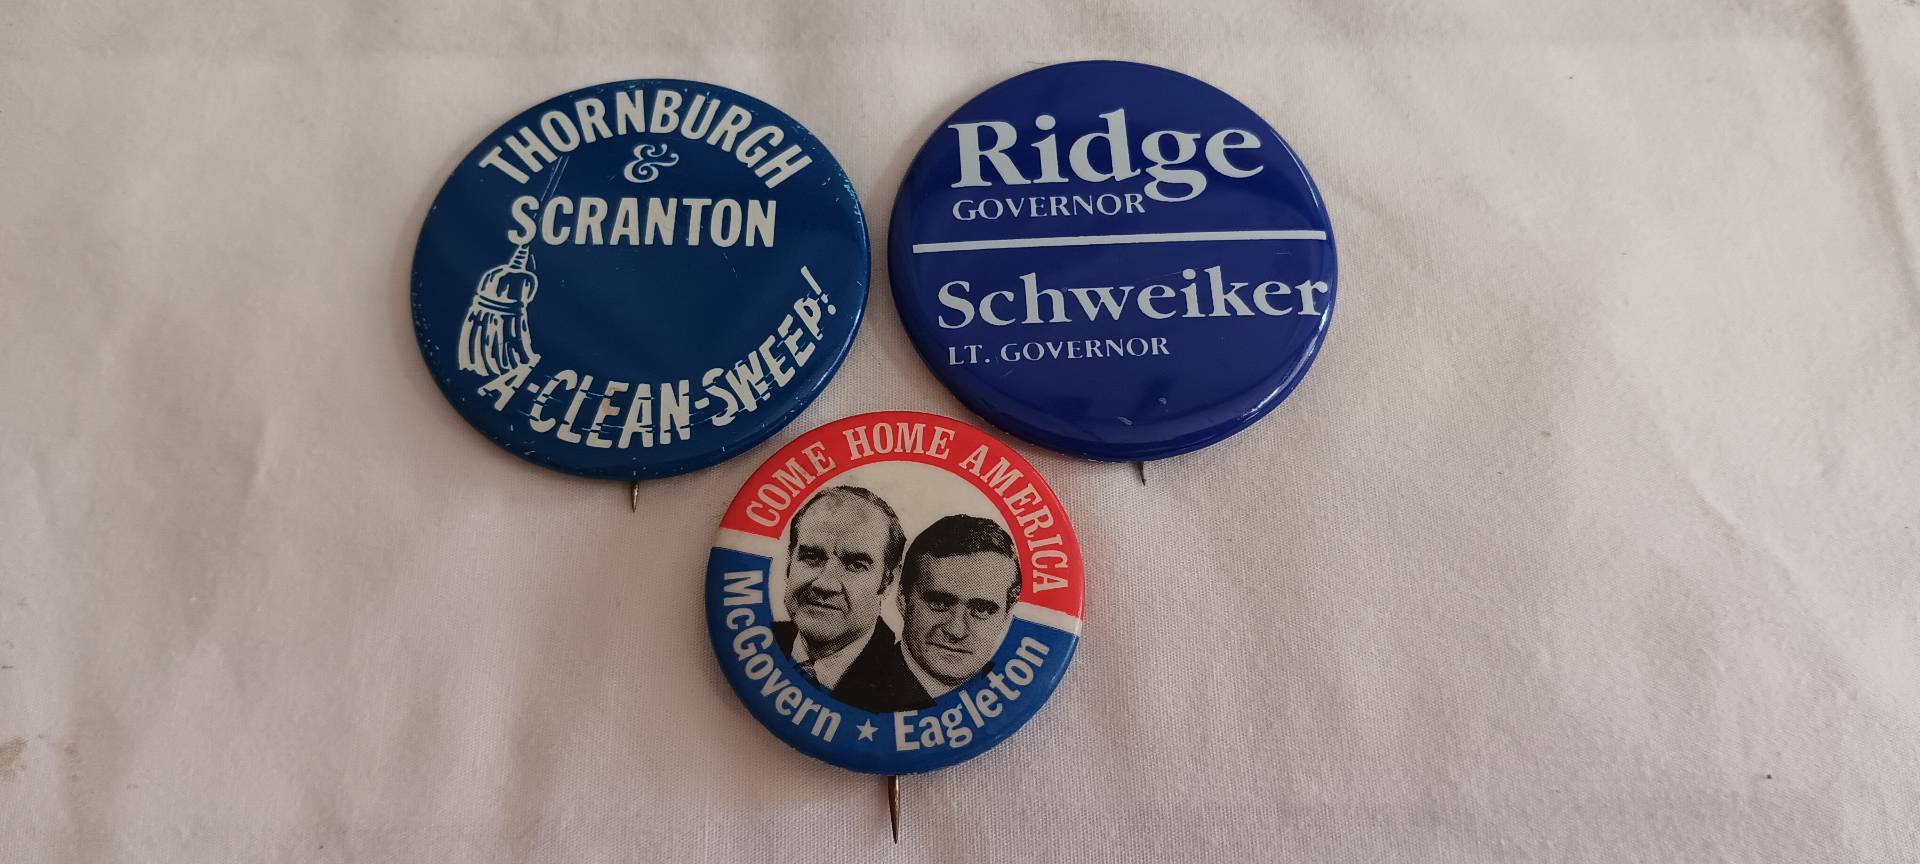 THORNBURGH
&
SCRANTON
A-CLEAN-SWEEP!
Ridge
GOVERNOR
Schweiker
LT. GOVERNOR
COME HOME AMERICA
McGovern ★ Eagleton